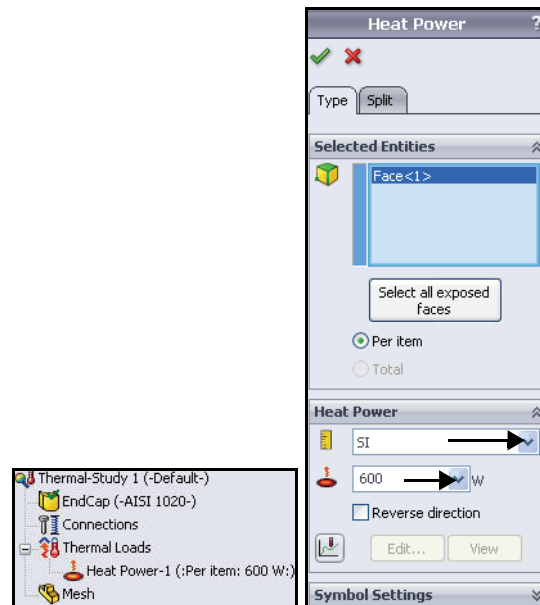 Heat Power ?
Type Split
Selected Entities
Face<1>
Select all exposed
faces
Per item
Total
Heat Power
SI
600 W
Reverse direction
Edit... View
Symbol Settings
Thermal-Study 1 (-Default-)
EndCap (-AISI 1020-)
Connections
Thermal Loads
Heat Power-1 (:Per item: 600 W:)
Mesh